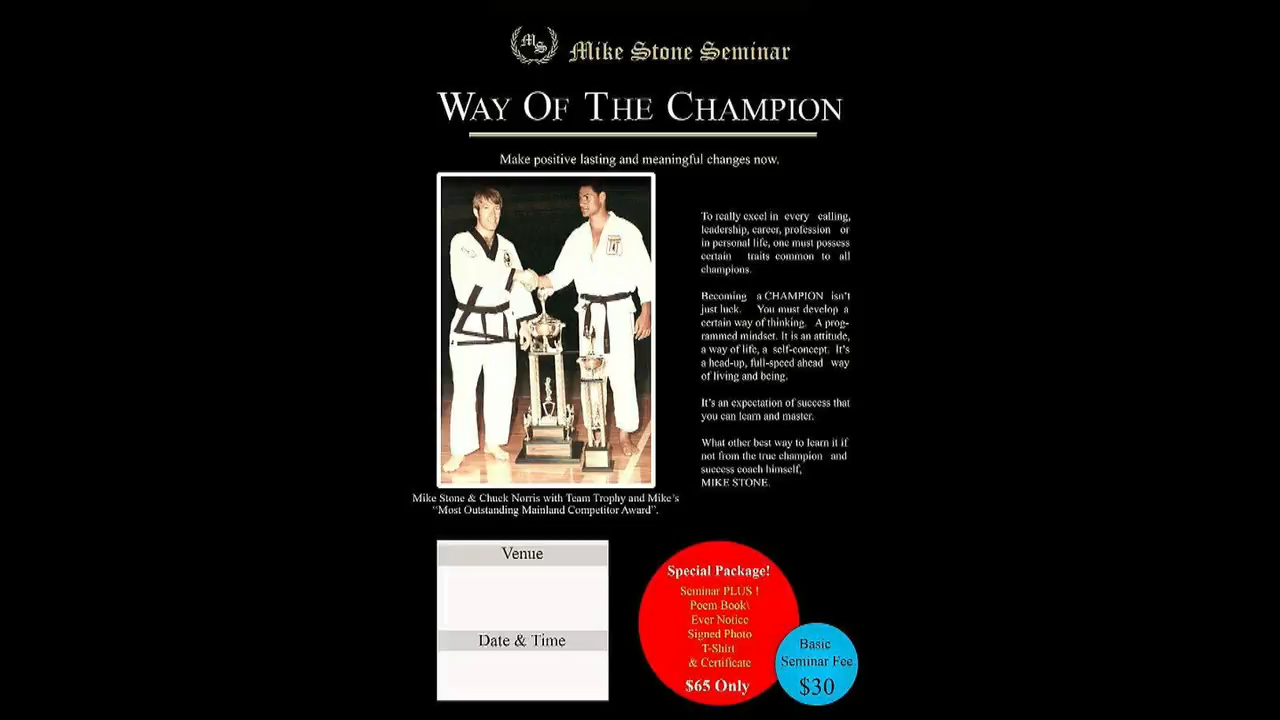 MS
Mike Stone Seminar
WAY OF THE CHAMPION
Make positive lasting and meaningful changes now.
To really excel in every calling,
leadership, career, profession or
in personal life, one must possess
certain traits common to all
champions.
Becoming a CHAMPION isn't
just luck. You must develop a
certain way of thinking. A prog-
rammed mindset. It is an attitude,
a way of life, a self-concept. It's
a head-up, full-speed ahead way
of living and being.
It's an expectation of success that
you can learn and master.
What other best way to learn it if
not from the true champion and
success coach himself,
MIKE STONE.
Mike Stone & Chuck Norris with Team Trophy and Mike's
"Most Outstanding Mainland Competitor Award".
Venue
Date & Time
Special Package!
Seminar PLUS !
Poem Book\
Ever Notice
Signed Photo
T-Shirt
& Certificate
$65 Only
Basic
Seminar Fee
$30